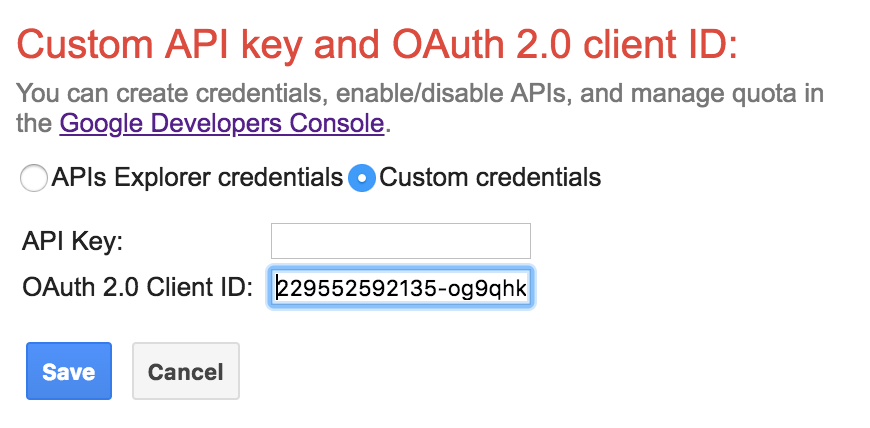 Custom API key and OAuth 2.0 client ID:
You can create credentials, enable/disable APIs, and manage quota in
the Google Developers Console.
APIs Explorer credentials Custom credentials
API Key:
OAuth 2.0 Client ID: 229552592135-og9qhk
Save Cancel